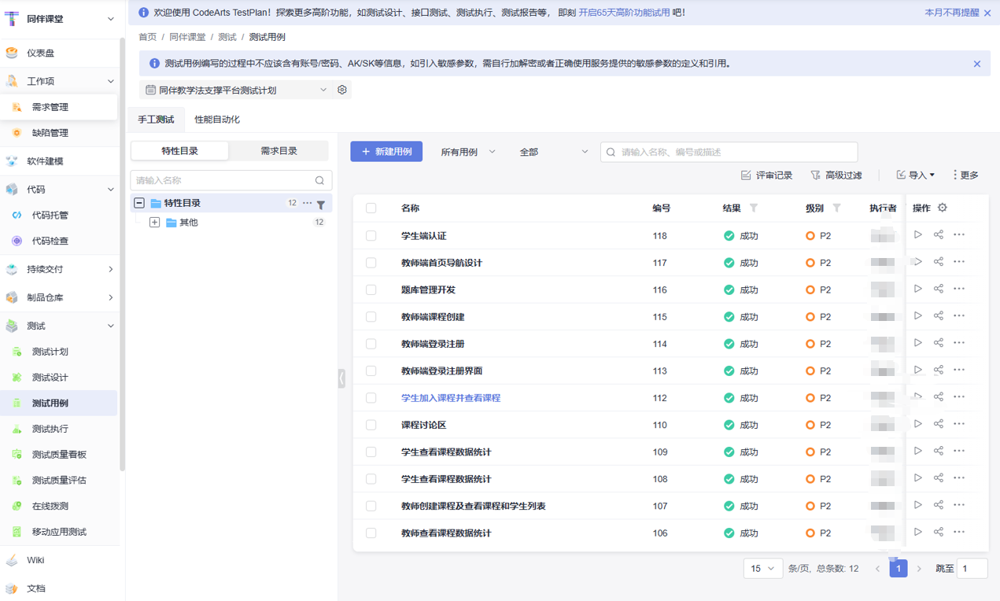 同伴课堂
仪表盘
工作项
需求管理
缺陷管理
软件建模
代码
代码托管
代码检查
持续交付
制品仓库
测试
测试计划
测试设计
测试用例
测试执行
测试质量看板
测试质量评估
在线拨测
移动应用测试
Wiki
文档
欢迎使用 CodeArts TestPlan！探索更多高阶功能，如测试设计、接口测试、测试执行、测试报告等， 即刻 开启65天高阶功能试用 吧！ 本月不再提醒
首页 / 同伴课堂 / 测试 / 测试用例
测试用例编写的过程中不应该含有账号/密码、AK/SK等信息，如引入敏感参数，需自行加解密或者正确使用服务提供的敏感参数的定义和引用。
同伴教学法支撑平台测试计划
手工测试 性能自动化
特性目录 需求目录
请输入名称
特性目录 12
其他 12
+ 新建用例 所有用例 全部 请输入名称、编号或描述
评审记录 高级过滤 导入 更多
名称 编号 结果 级别 执行者 操作
学生端认证 118 成功 P2
教师端首页导航设计 117 成功 P2
题库管理开发 116 成功 P2
教师端课程创建 115 成功 P2
教师端登录注册 114 成功 P2
教师端登录注册界面 113 成功 P2
学生加入课程并查看课程 112 成功 P2
课程讨论区 110 成功 P2
学生查看课程数据统计 109 成功 P2
学生查看课程数据统计 108 成功 P2
教师创建课程及查看课程和学生列表 107 成功 P2
教师查看课程数据统计 106 成功 P2
15 条/页, 总条数: 12 1 跳至 1